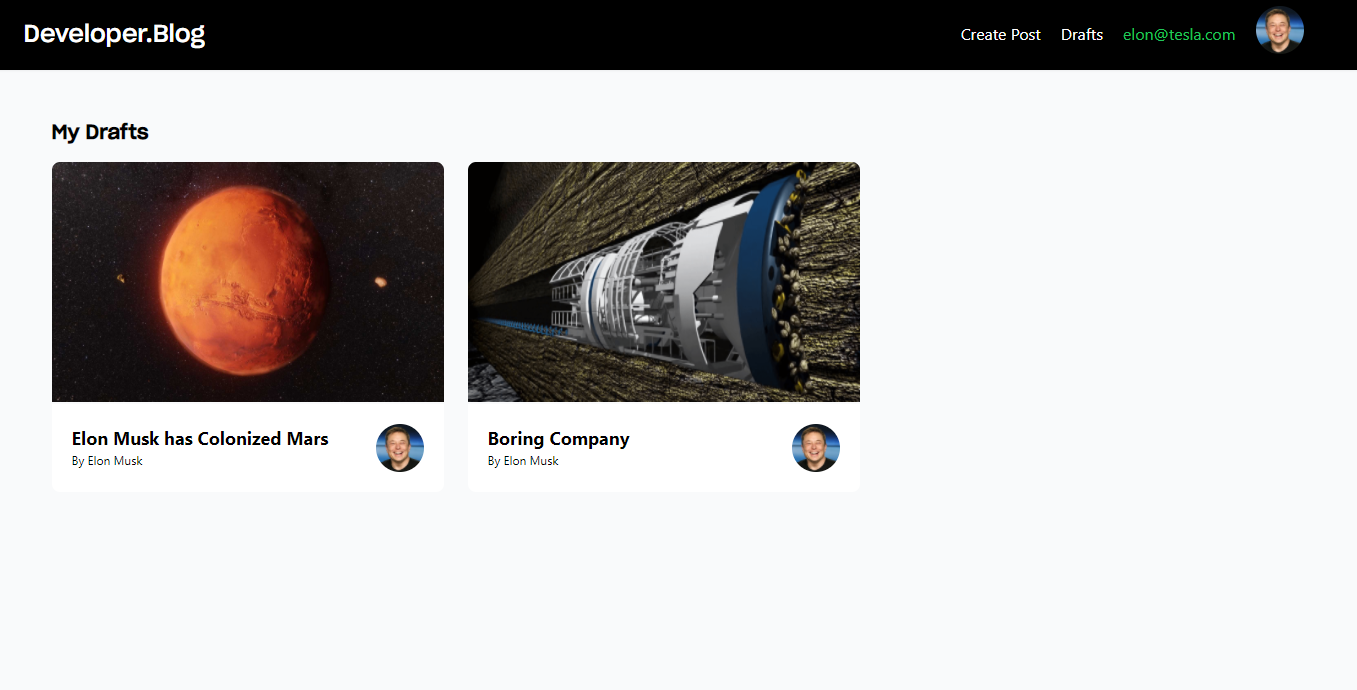 Developer.Blog
Create Post Drafts elon@tesla.com
My Drafts
Elon Musk has Colonized Mars
By Elon Musk
Boring Company
By Elon Musk